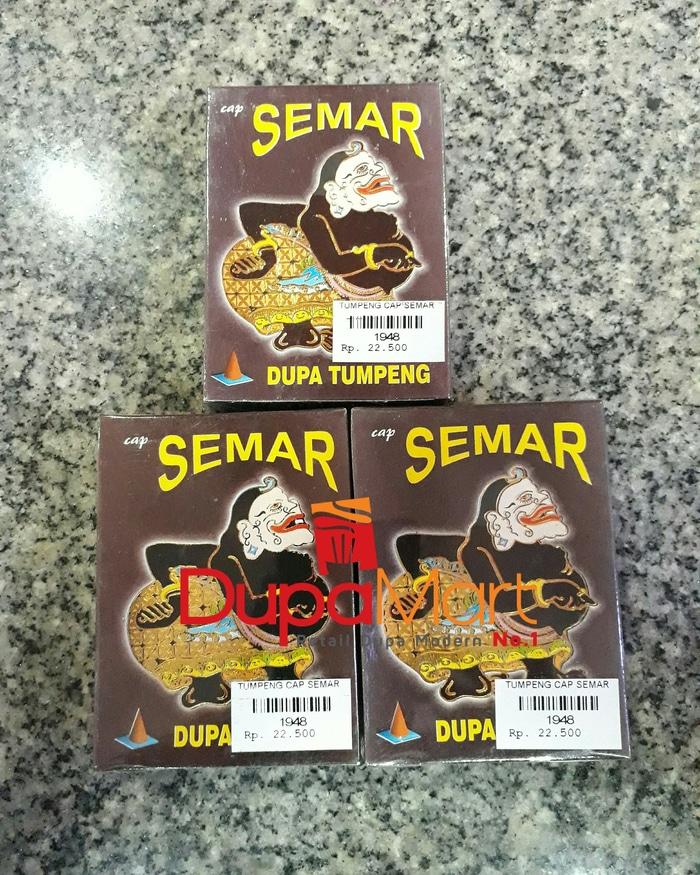 cap SEMAR
TUMPENG CAP SEMAR
1948
Rp. 22.500
DUPA TUMPENG
cap SEMAR
TUMPENG CAP SEMAR
1948
Rp. 22.500
DUPA
cap SEMAR
TUMPENG CAP SEMAR
1948
Rp. 22.500
DUPA
DupaMart
Retail Dupa Modern No.1